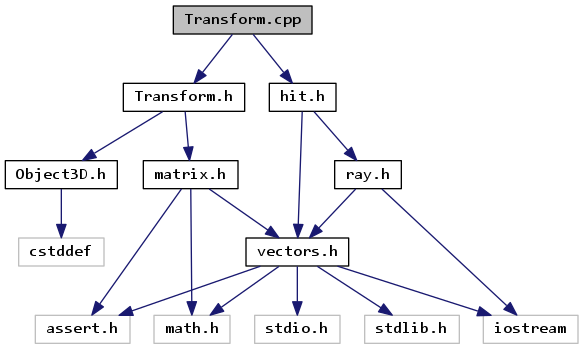 Transform.cpp
Transform.h
hit.h
Object3D.h
matrix.h
ray.h
cstddef
vectors.h
assert.h
math.h
stdio.h
stdlib.h
iostream